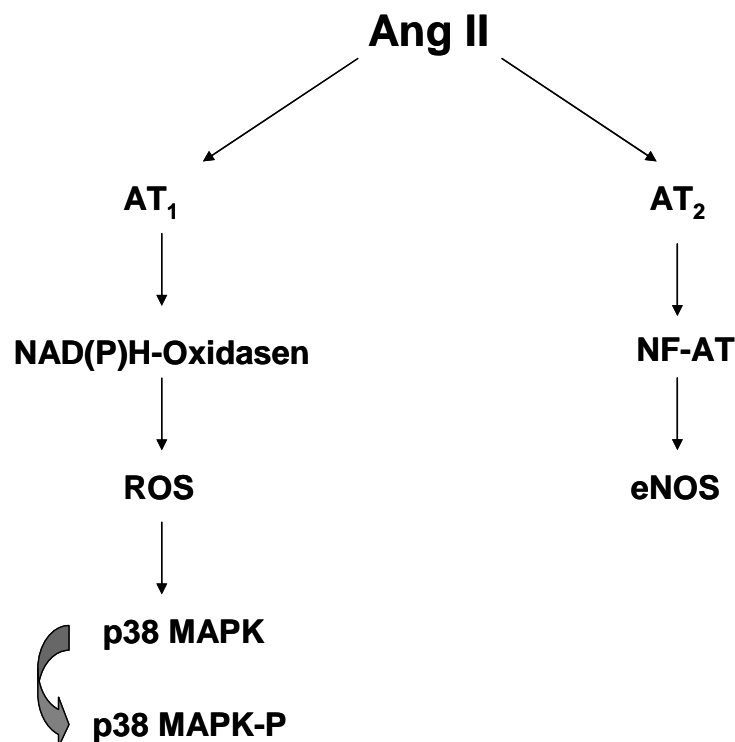 Ang II
AT₁
AT₂
NAD(P)H-Oxidasen
NF-AT
ROS
eNOS
p38 MAPK
p38 MAPK-P